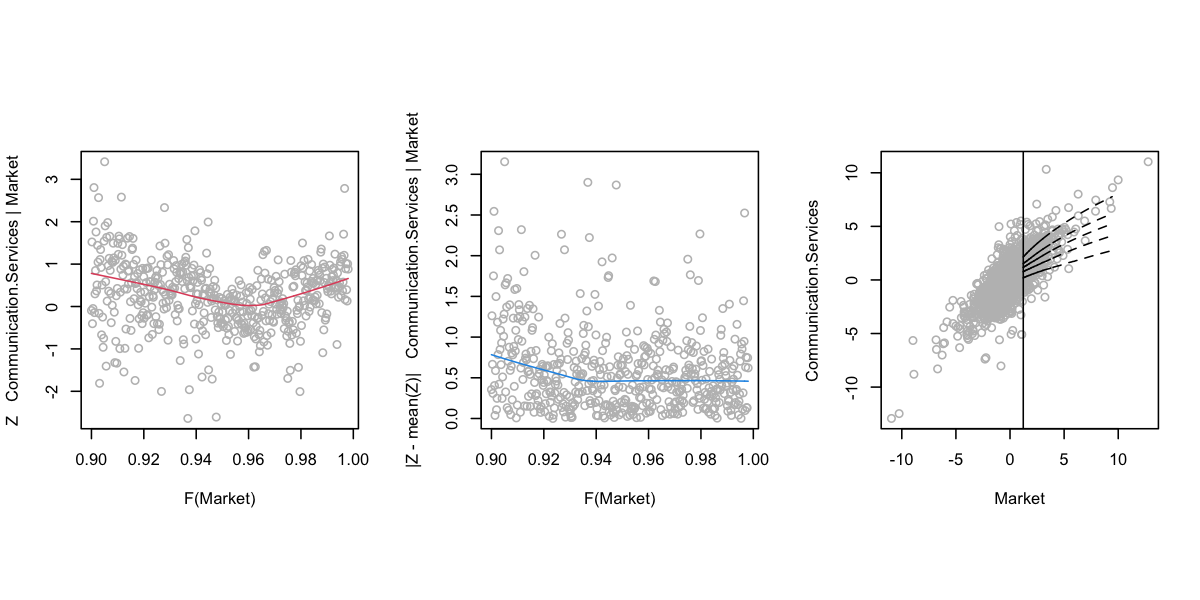 Z   Communication.Services | Market
3
2
1
0
-1
-2
0.90 0.92 0.94 0.96 0.98 1.00
F(Market)
|Z - mean(Z)|   Communication.Services | Market
3.0
2.5
2.0
1.5
1.0
0.5
0.0
0.90 0.92 0.94 0.96 0.98 1.00
F(Market)
Communication.Services
10
5
0
-5
-10
-10 -5 0 5 10
Market